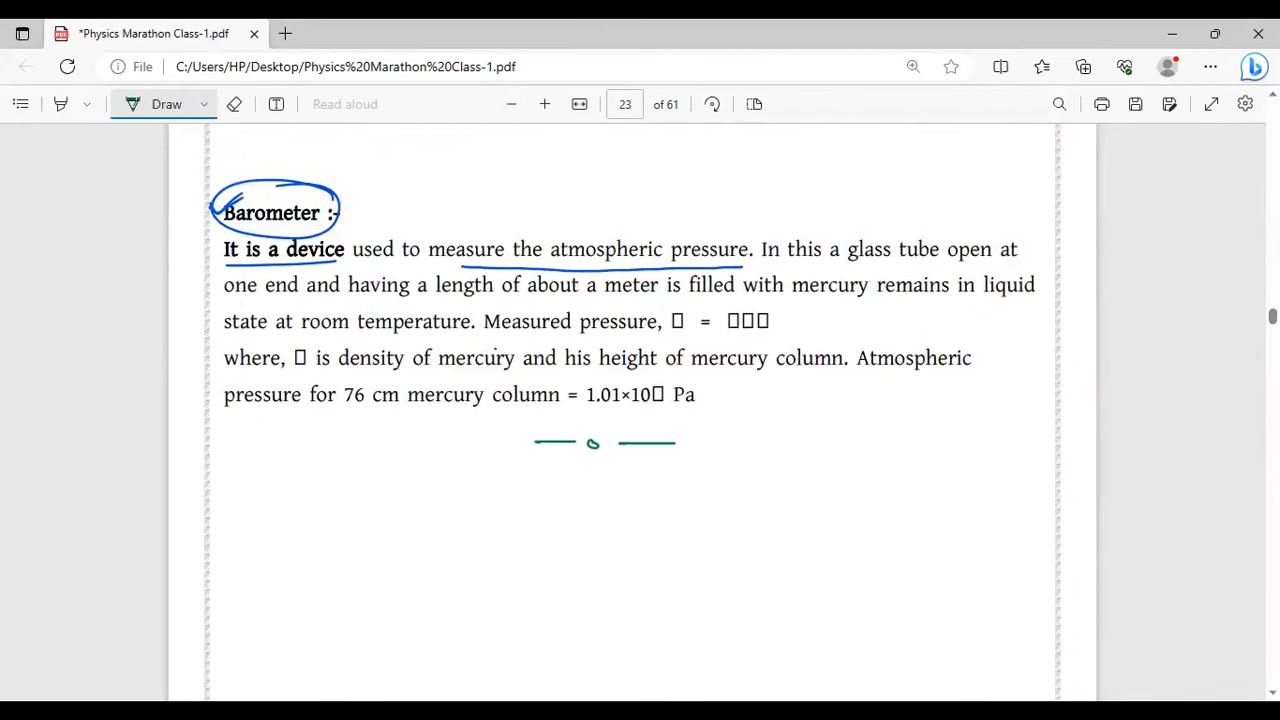 *Physics Marathon Class-1.pdf
File C:/Users/HP/Desktop/Physics%20Marathon%20Class-1.pdf
Draw Read aloud 23 of 61
Barometer :-
It is a device used to measure the atmospheric pressure. In this a glass tube open at
one end and having a length of about a meter is filled with mercury remains in liquid
state at room temperature. Measured pressure, □ = □□□
where, □ is density of mercury and his height of mercury column. Atmospheric
pressure for 76 cm mercury column = 1.01×10□ Pa